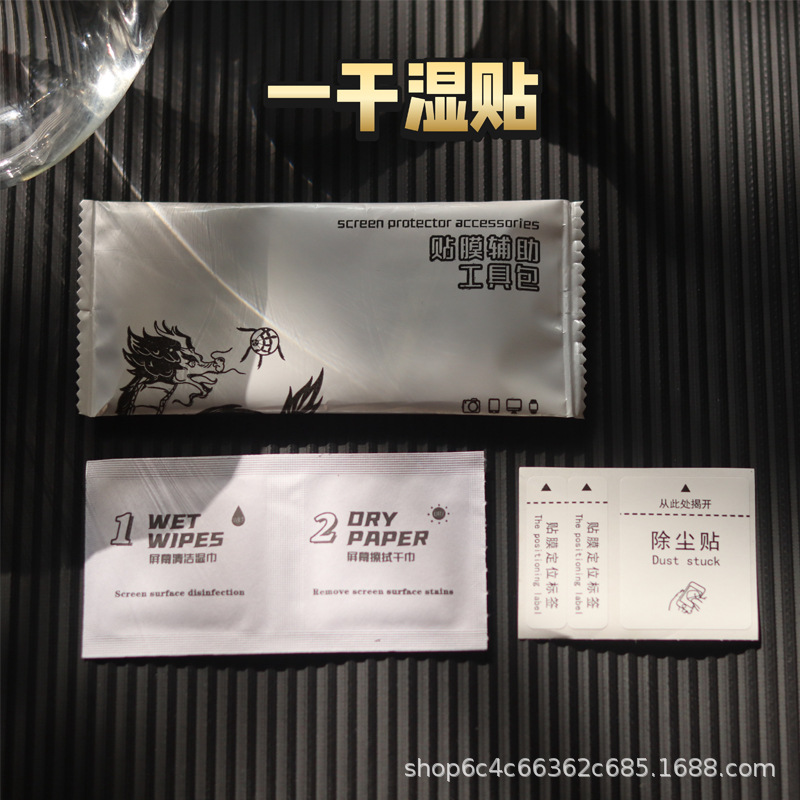 一干湿贴
screen protector accessories
贴膜辅助
工具包
1 WET
WIPES
屏幕清洁湿巾
Screen surface disinfection
2 DRY
PAPER
屏幕擦拭干巾
Remove screen surface stains
The positioning label
贴膜定位标签
The positioning label
贴膜定位标签
从此处揭开
除尘贴
Dust stuck
shop6c4c66362c685.1688.com